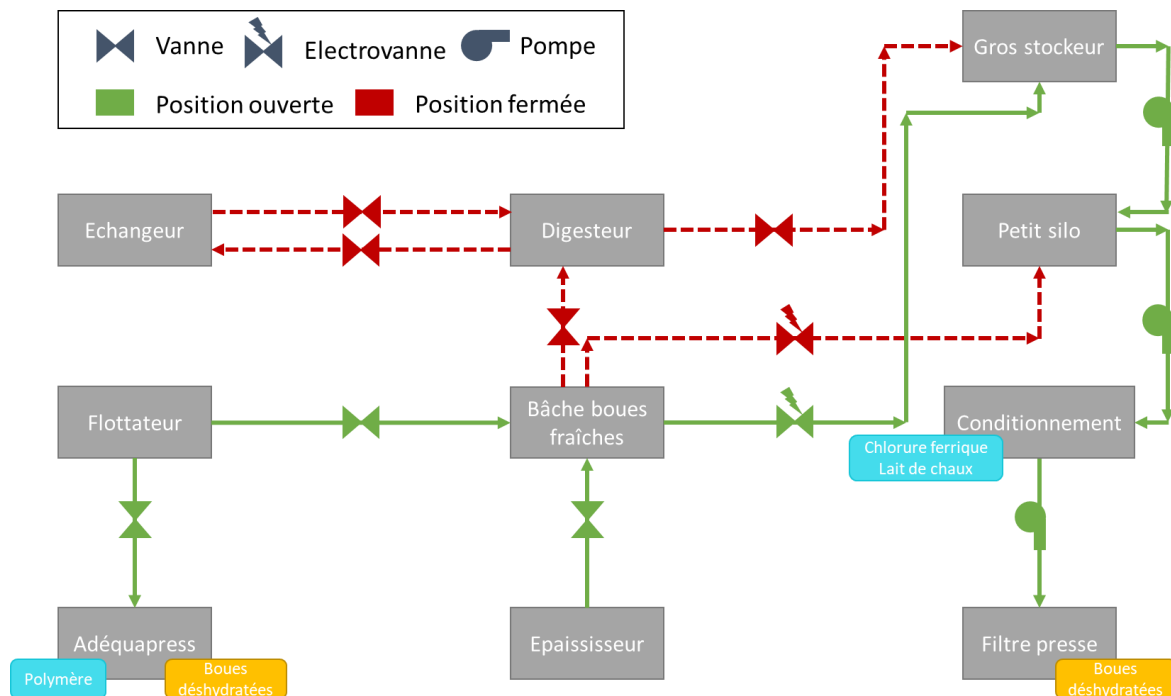 Vanne
Electrovanne
Pompe
Position ouverte
Position fermée
Gros stockeur
Echangeur
Digesteur
Petit silo
Flottateur
Bâche boues
fraîches
Conditionnement
Chlorure ferrique
Lait de chaux
Adéquapress
Epaississeur
Filtre presse
Polymère
Boues
déshydratées
Boues
déshydratées